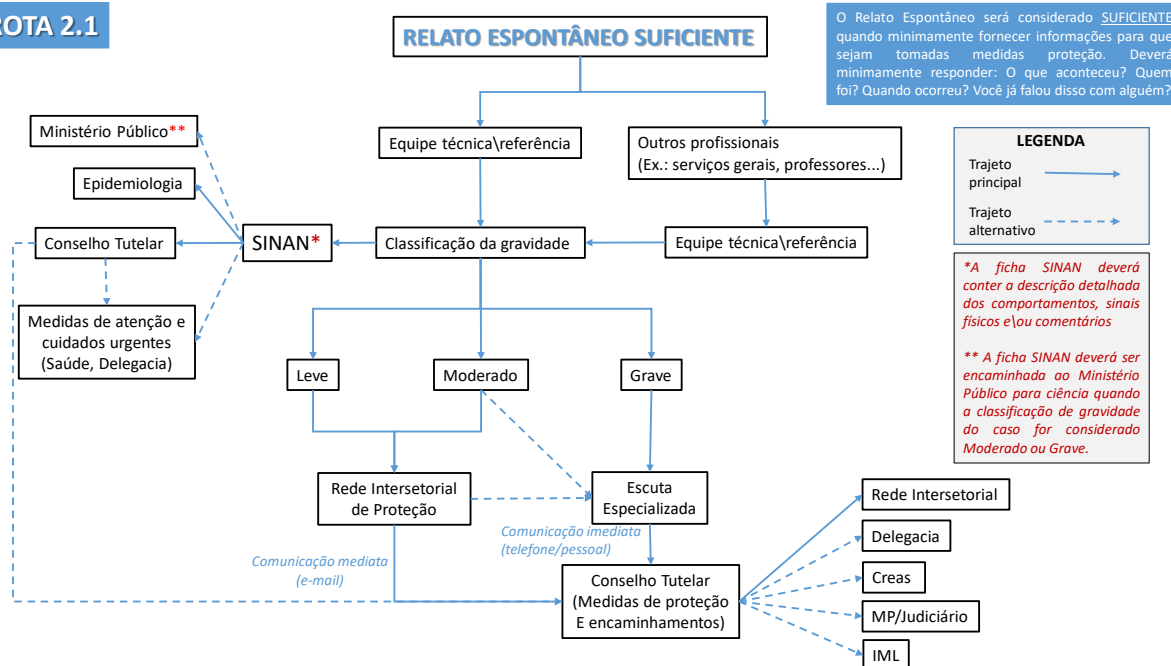 ROTA 2.1
RELATO ESPONTÂNEO SUFICIENTE
O Relato Espontâneo será considerado SUFICIENTE
quando minimamente fornecer informações para que
sejam tomadas medidas proteção. Deverá
minimamente responder: O que aconteceu? Quem
foi? Quando ocorreu? Você já falou disso com alguém?
Ministério Público**
Epidemiologia
Conselho Tutelar
Medidas de atenção e
cuidados urgentes
(Saúde, Delegacia)
SINAN*
Equipe técnica\referência
Outros profissionais
(Ex.: serviços gerais, professores...)
Classificação da gravidade
Equipe técnica\referência
LEGENDA
Trajeto
principal
Trajeto
alternativo
*A ficha SINAN deverá
conter a descrição detalhada
dos comportamentos, sinais
físicos e\ou comentários
** A ficha SINAN deverá ser
encaminhada ao Ministério
Público para ciência quando
a classificação de gravidade
do caso for considerado
Moderado ou Grave.
Leve
Moderado
Grave
Rede Intersetorial
de Proteção
Escuta
Especializada
Comunicação mediata
(e-mail)
Comunicação imediata
(telefone/pessoal)
Conselho Tutelar
(Medidas de proteção
E encaminhamentos)
Rede Intersetorial
Delegacia
Creas
MP/Judiciário
IML